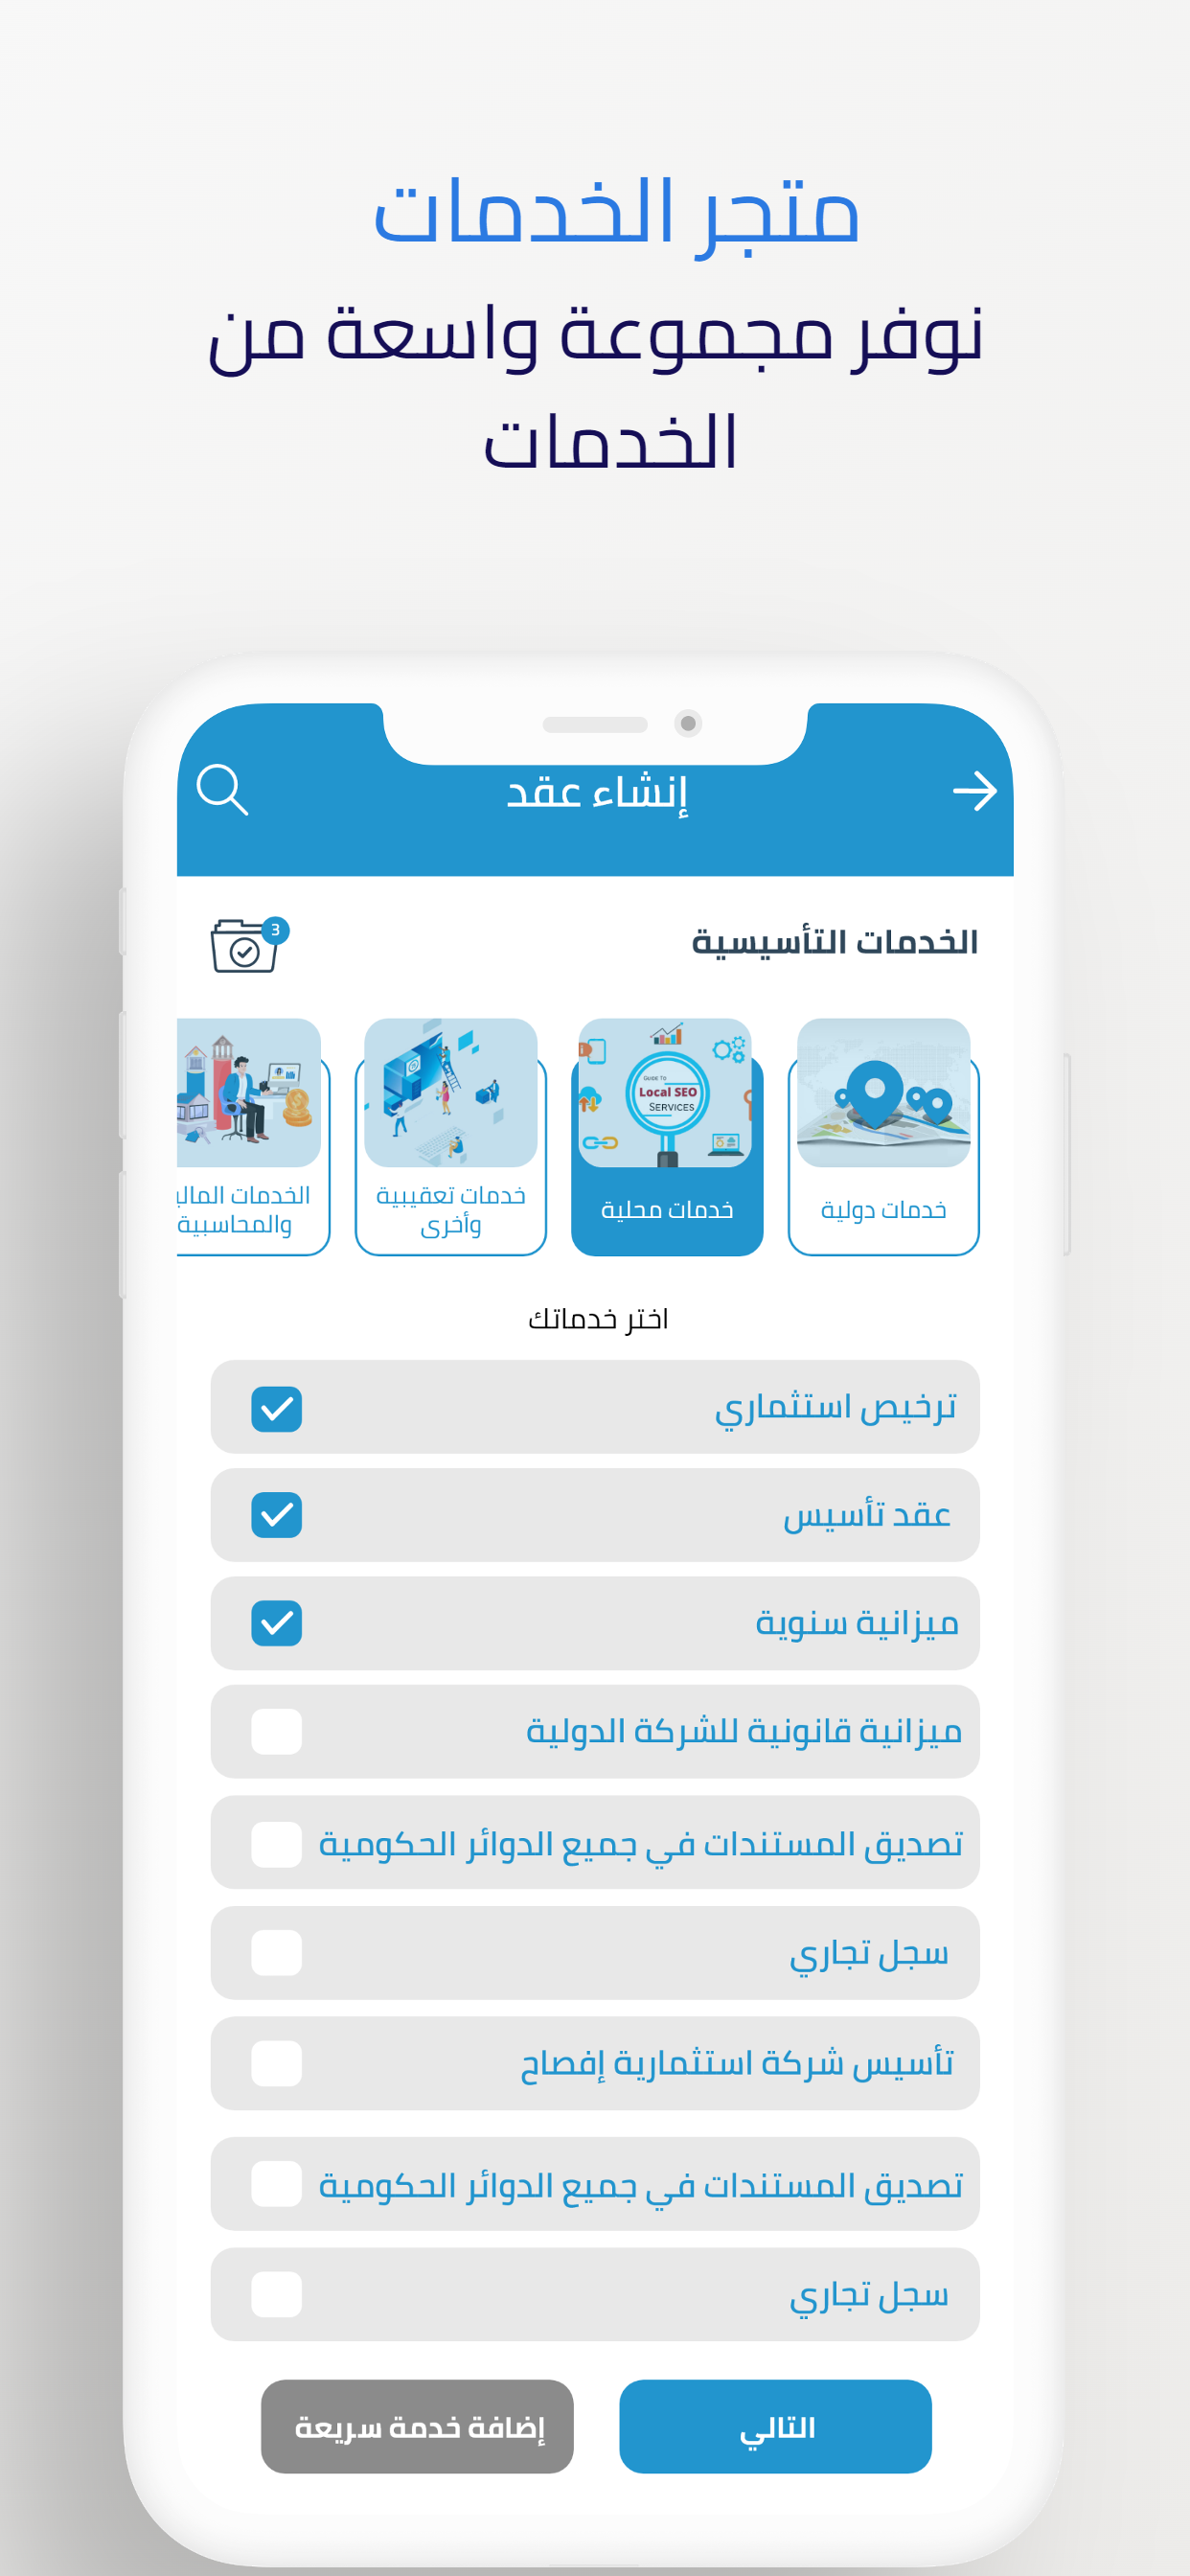 متجر الخدمات
نوفر مجموعة واسعة من
الخدمات
إنشاء عقد
الخدمات التأسيسية
3
خدمات دولية
GUIDE TO
Local SEO
SERVICES
خدمات محلية
خدمات تعقيبية
وأخرى
الخدمات
والمحاسبية
اختر خدماتك
ترخيص استثماري
عقد تأسيس
ميزانية سنوية
ميزانية قانونية للشركة الدولية
تصديق المستندات في جميع الدوائر الحكومية
سجل تجاري
تأسيس شركة استثمارية إفصاح
تصديق المستندات في جميع الدوائر الحكومية
سجل تجاري
التالي
إضافة خدمة سريعة